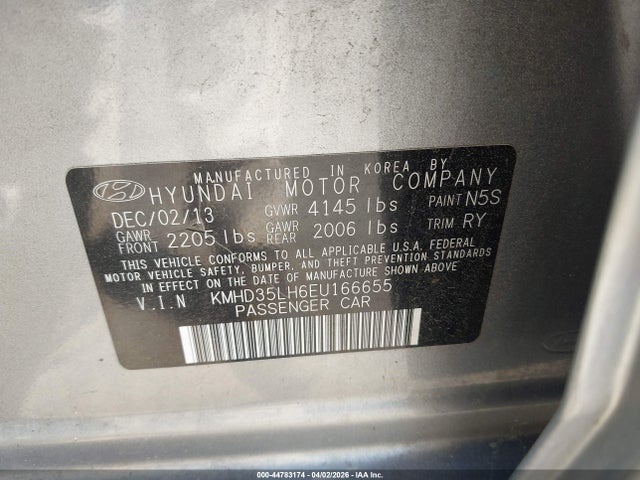 MANUFACTURED IN KOREA BY
HYUNDAI MOTOR COMPANY
DEC/02/13 GVWR 4145 lbs PAINT N5S
GAWR FRONT 2205 lbs GAWR REAR 2006 lbs TRIM RY
THIS VEHICLE CONFORMS TO ALL APPLICABLE U.S.A. FEDERAL
MOTOR VEHICLE SAFETY, BUMPER, AND THEFT PREVENTION STANDARDS
IN EFFECT ON THE DATE OF MANUFACTURE SHOWN ABOVE.
V.I.N KMHD35LH6EU166655
PASSENGER CAR
000-44783174 | 04/02/2026 - IAA Inc.